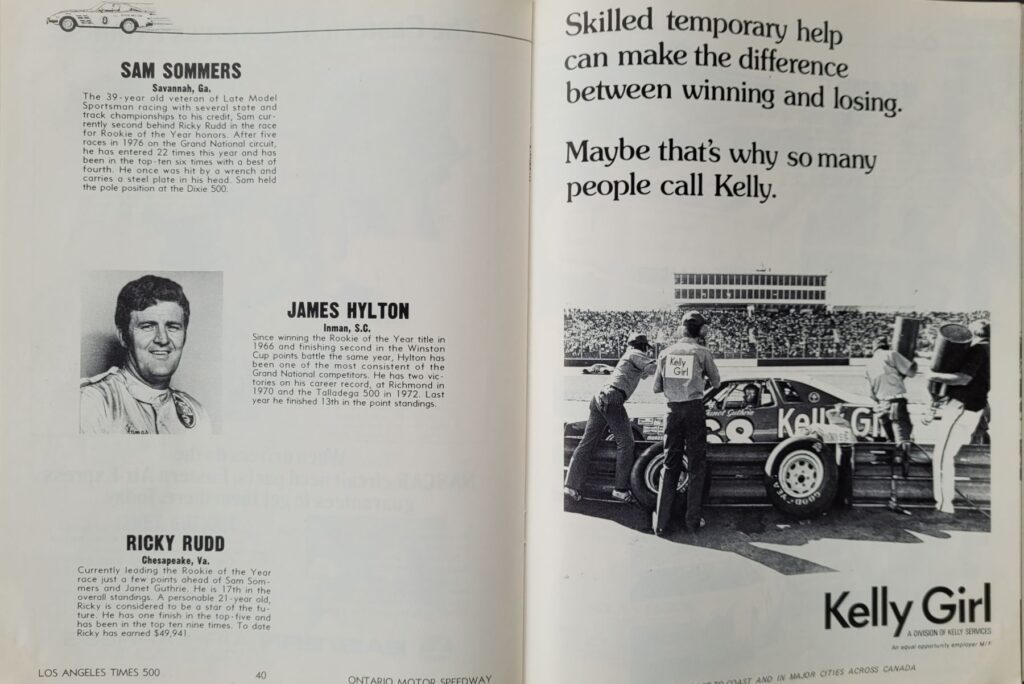 0
SAM SOMMERS
Savannah, Ga.
The 39-year old veteran of Late Model
Sportsman racing with several state and
track championships to his credit, Sam cur-
rently second behind Ricky Rudd in the race
for Rookie of the Year honors. After five
races in 1976 on the Grand National circuit,
he has entered 22 times this year and has
been in the top-ten six times with a best of
fourth. He once was hit by a wrench and
carries a steel plate in his head. Sam held
the pole position at the Dixie 500.
James
JAMES HYLTON
Inman, S.C.
Since winning the Rookie of the Year title in
1966 and finishing second in the Winston
Cup points battle the same year, Hylton has
been one of the most consistent of the
Grand National competitors. He has two vic-
tories on his career record, at Richmond in
1970 and the Talladega 500 in 1972. Last
year he finished 13th in the point standings.
RICKY RUDD
Chesapeake, Va.
Currently leading the Rookie of the Year
race just a few points ahead of Sam Som-
mers and Janet Guthrie. He is 17th in the
overall standings. A personable 21-year old,
Ricky is considered to be a star of the fu-
ture. He has one finish in the top-five and
has been in the top ten nine times. To date
Ricky has earned $49,941.
LOS ANGELES TIMES 500
40
ONTARIO MOTOR SPEEDWAY
Skilled temporary help
can make the difference
between winning and losing.
Maybe that's why so many
people call Kelly.
Kelly
Girl
Janet Guthrie
68
Kelly Gi
GOODYEAR
Kelly Girl
A DIVISION OF KELLY SERVICES
An equal opportunity employer M/F
TO COAST AND IN MAJOR CITIES ACROSS CANADA